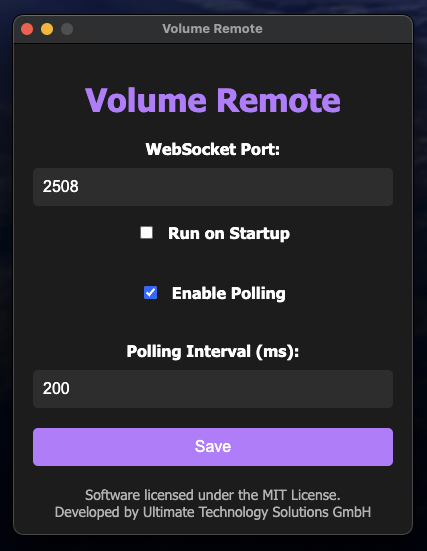 Volume Remote
Volume Remote
WebSocket Port:
2508
Run on Startup
Enable Polling
Polling Interval (ms):
200
Save
Software licensed under the MIT License.
Developed by Ultimate Technology Solutions GmbH